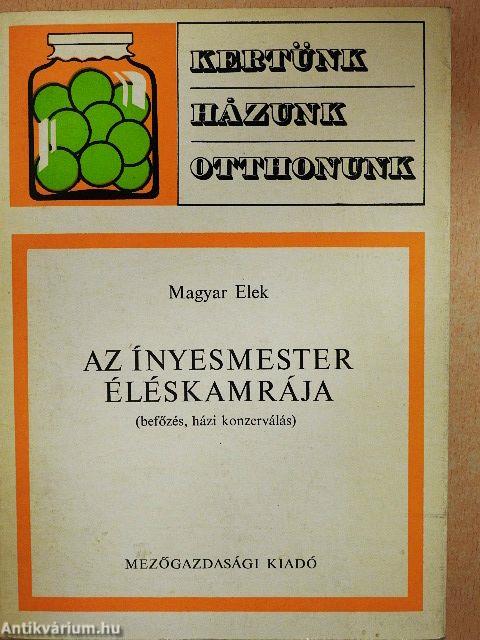 KERTÜNK
HÁZUNK
OTTHONUNK
Magyar Elek
AZ ÍNYESMESTER
ÉLÉSKAMRÁJA
(befőzés, házi konzerválás)
MEZŐGAZDASÁGI KIADÓ
Antikvárium.hu